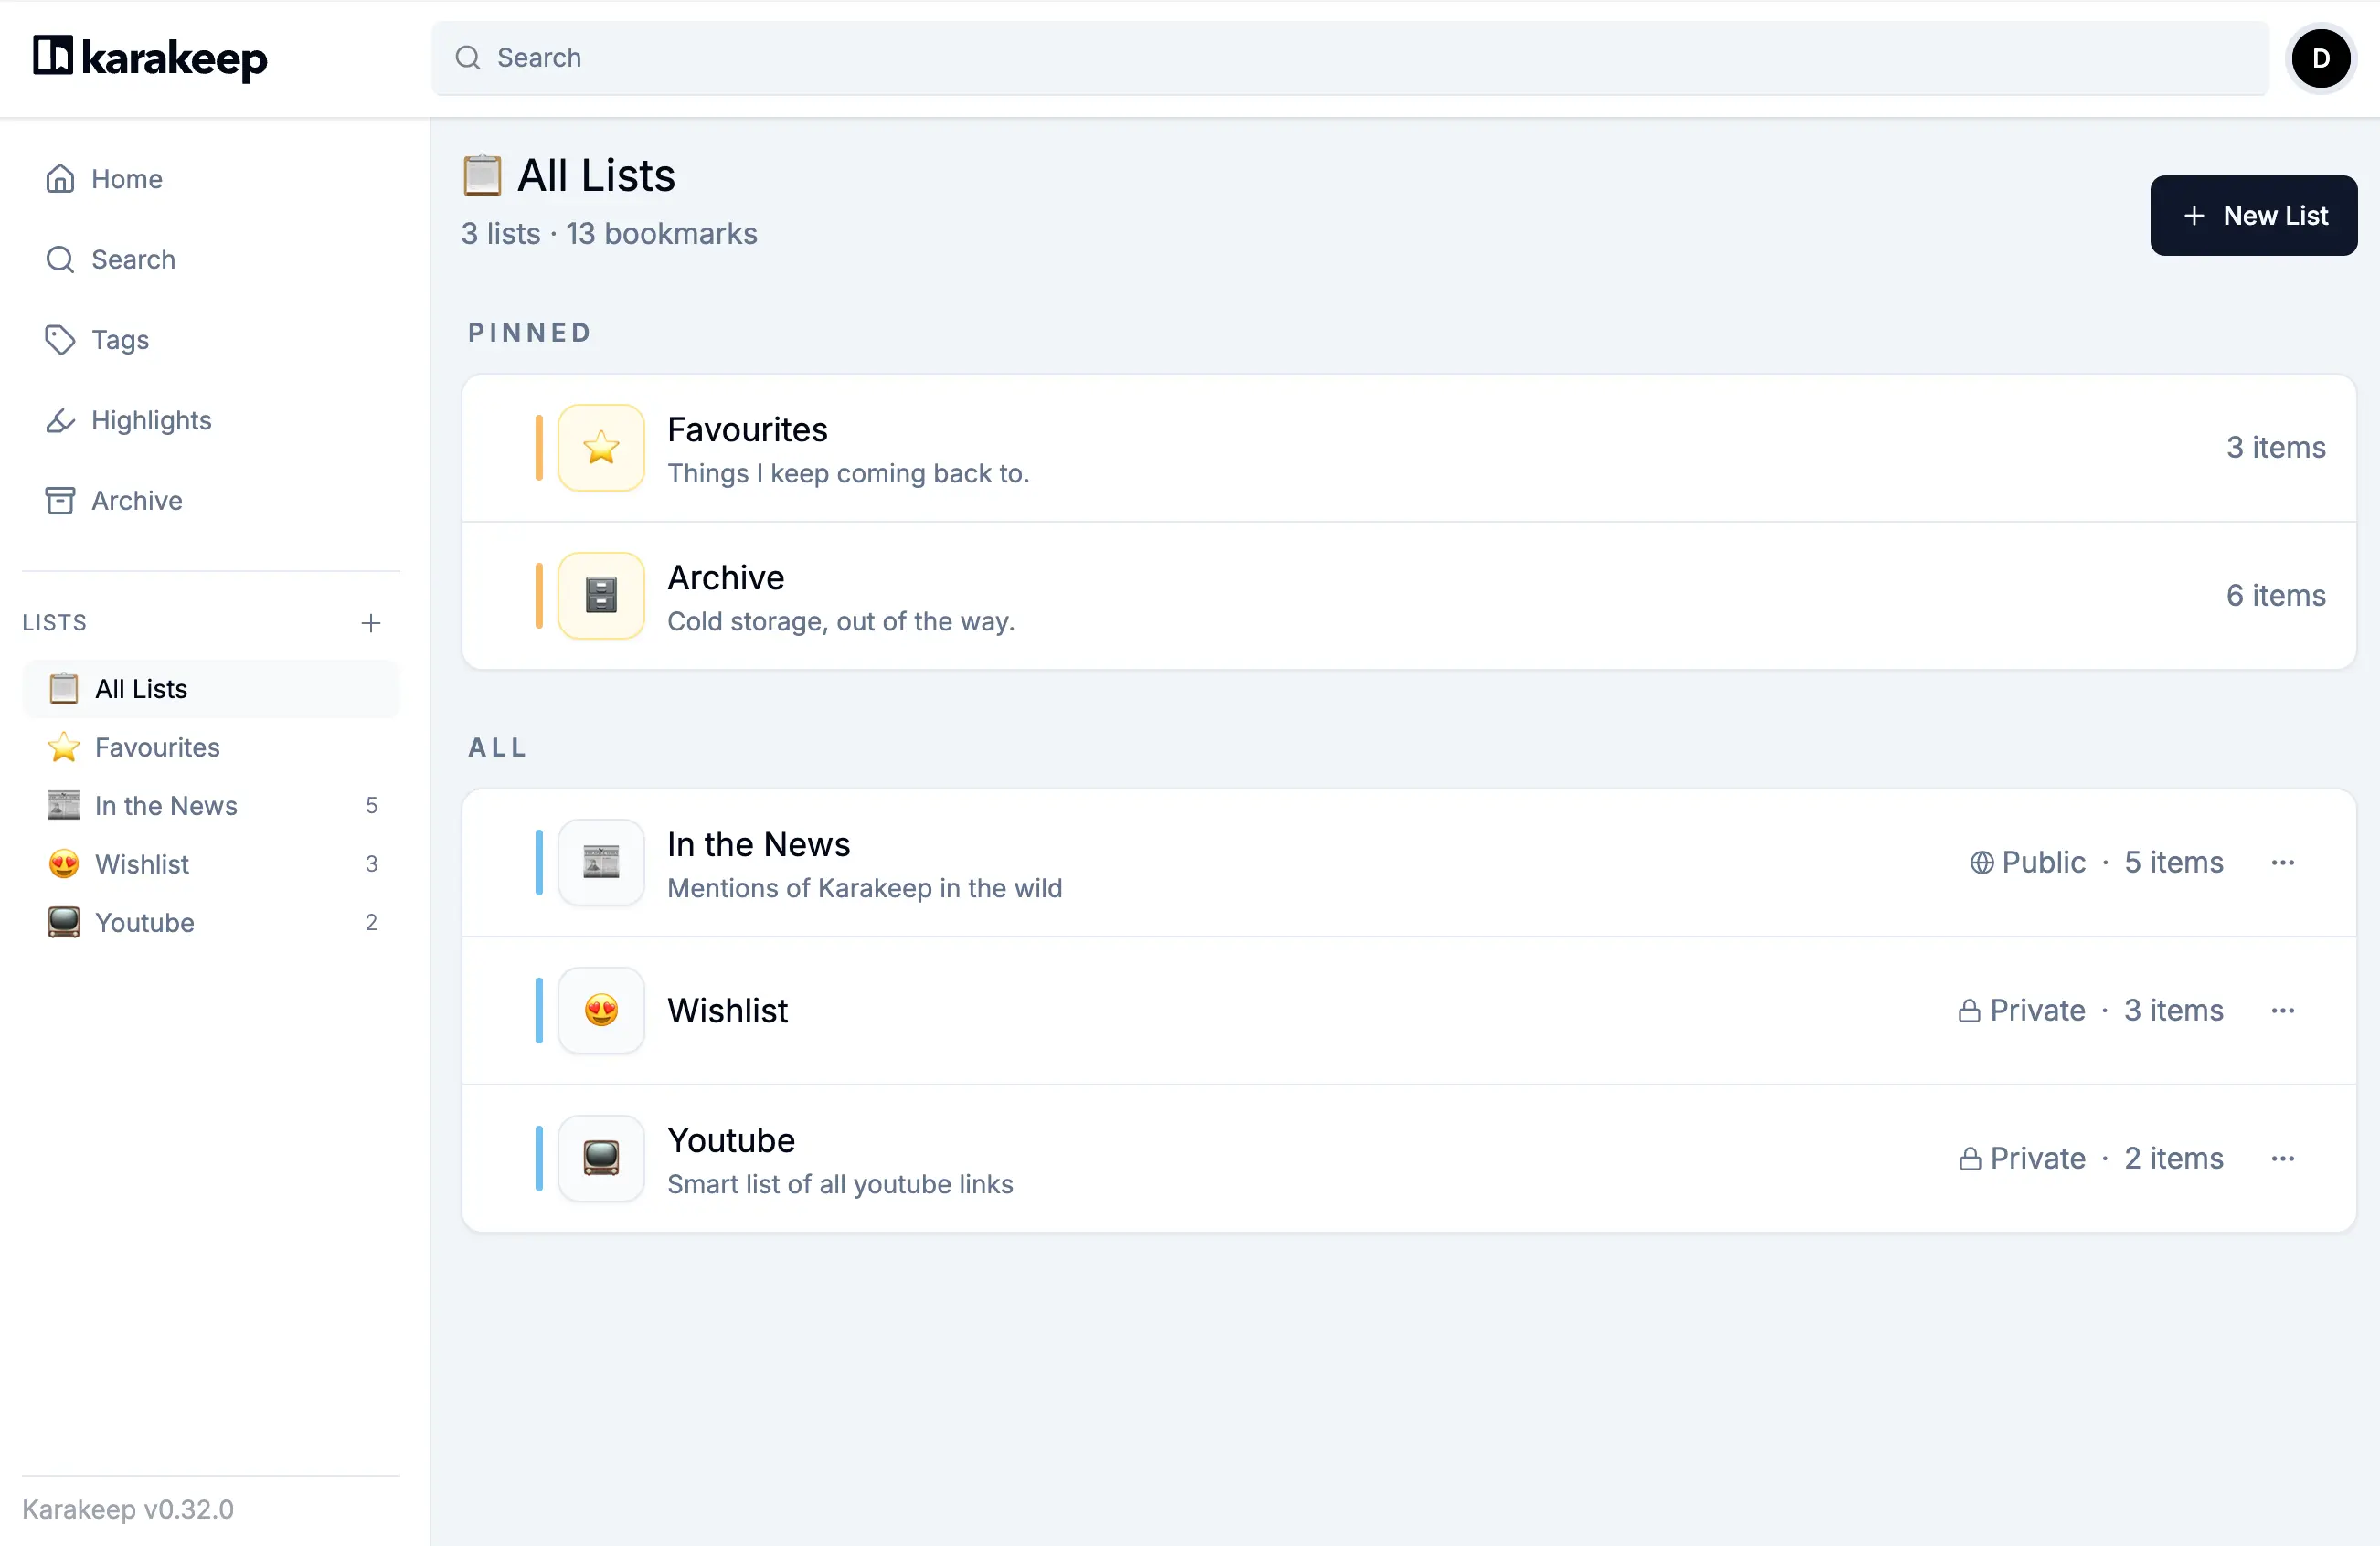 karakeep
Search
D
Home
Search
Tags
Highlights
Archive
LISTS
All Lists
Favourites
In the News 5
Wishlist 3
Youtube 2
Karakeep v0.32.0
All Lists
3 lists · 13 bookmarks
+ New List
PINNED
Favourites
Things I keep coming back to.
3 items
Archive
Cold storage, out of the way.
6 items
ALL
In the News
Mentions of Karakeep in the wild
Public · 5 items
Wishlist
Private · 3 items
Youtube
Smart list of all youtube links
Private · 2 items